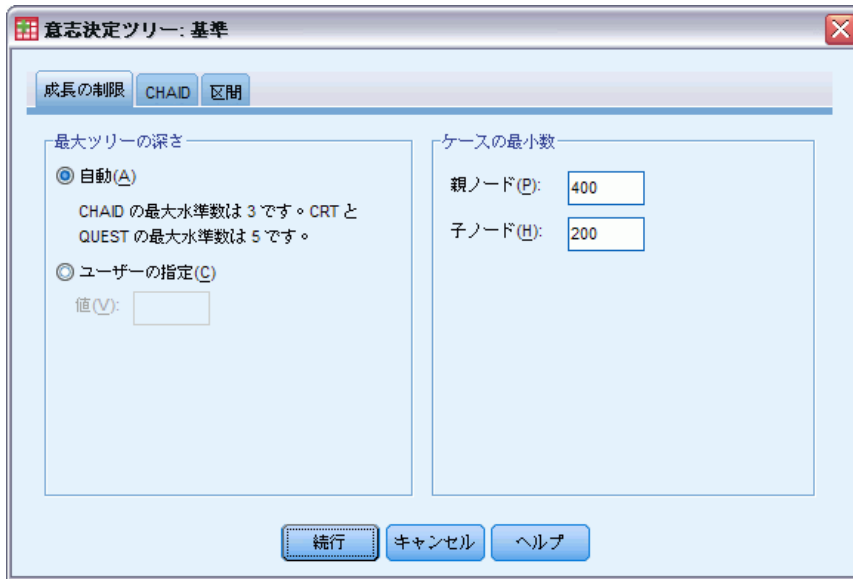 意志決定ツリー: 基準
成長の制限
CHAID
区間
最大ツリーの深さ
自動(A)
CHAID の最大水準数は 3 です。CRT と
QUEST の最大水準数は 5 です。
ユーザーの指定(C)
値(V):
ケースの最小数
親ノード(P):
400
子ノード(H):
200
続行
キャンセル
ヘルプ